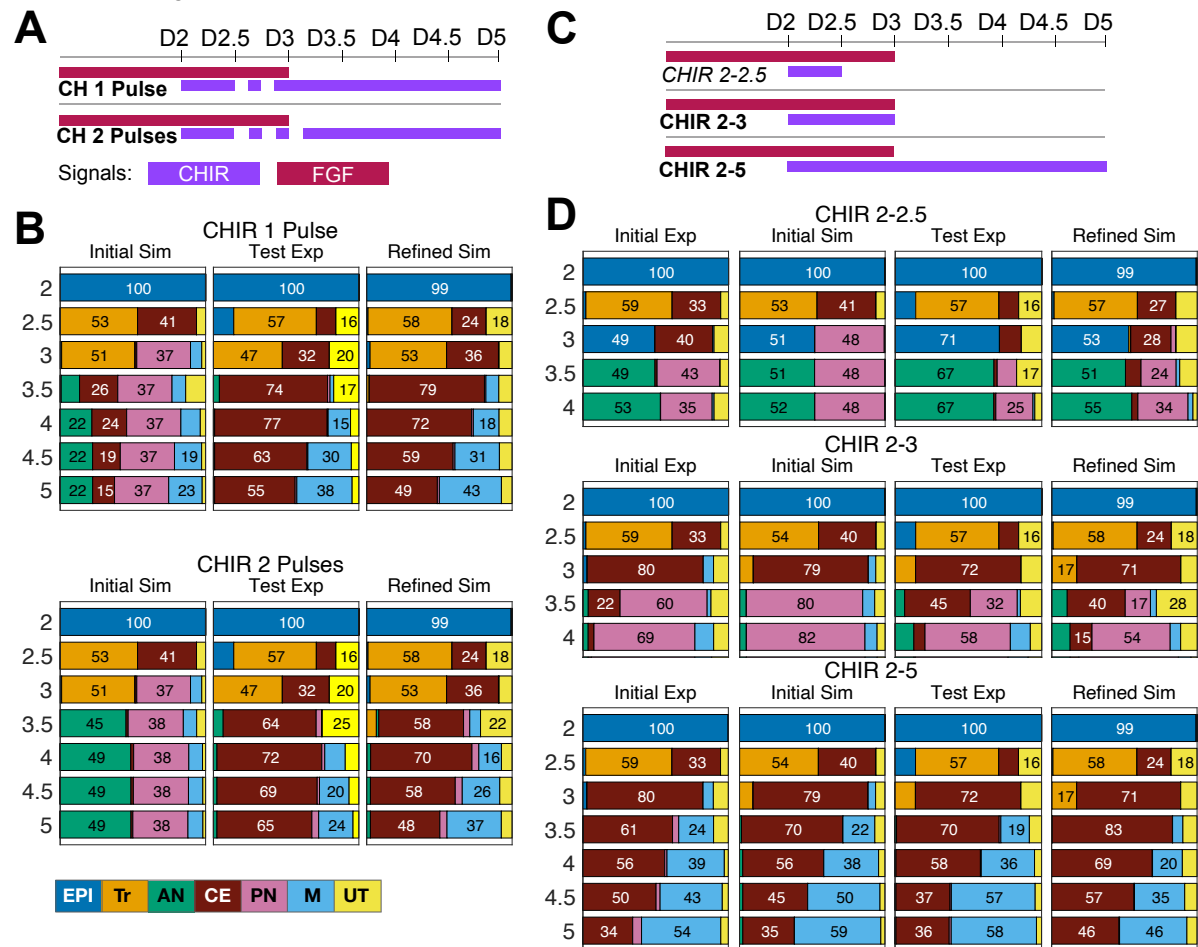 A
D2 D2.5 D3 D3.5 D4 D4.5 D5
CH 1 Pulse
CH 2 Pulses
Signals: CHIR FGF
C
D2 D2.5 D3 D3.5 D4 D4.5 D5
CHIR 2-2.5
CHIR 2-3
CHIR 2-5
B
CHIR 1 Pulse
Initial Sim Test Exp Refined Sim
2 100 100 99
2.5 53 41 57 16 58 24 18
3 51 37 47 32 20 53 36
3.5 26 37 74 17 79
4 22 24 37 77 15 72 18
4.5 22 19 37 19 63 30 59 31
5 22 15 37 23 55 38 49 43
CHIR 2 Pulses
Initial Sim Test Exp Refined Sim
2 100 100 99
2.5 53 41 57 16 58 24 18
3 51 37 47 32 20 53 36
3.5 45 38 64 25 58 22
4 49 38 72 70 16
4.5 49 38 69 20 58 26
5 49 38 65 24 48 37
EPI Tr AN CE PN M UT
D
CHIR 2-2.5
Initial Exp Initial Sim Test Exp Refined Sim
2 100 100 100 99
2.5 59 33 53 41 57 16 57 27
3 49 40 51 48 71 53 28
3.5 49 43 51 48 67 17 51 24
4 53 35 52 48 67 25 55 34
CHIR 2-3
Initial Exp Initial Sim Test Exp Refined Sim
2 100 100 100 99
2.5 59 33 54 40 57 16 58 24 18
3 80 79 72 17 71
3.5 22 60 80 45 32 40 17 28
4 69 82 58 15 54
CHIR 2-5
Initial Exp Initial Sim Test Exp Refined Sim
2 100 100 100 99
2.5 59 33 54 40 57 16 58 24 18
3 80 79 72 17 71
3.5 61 24 70 22 70 19 83
4 56 39 56 38 58 36 69 20
4.5 50 43 45 50 37 57 57 35
5 34 54 35 59 36 58 46 46